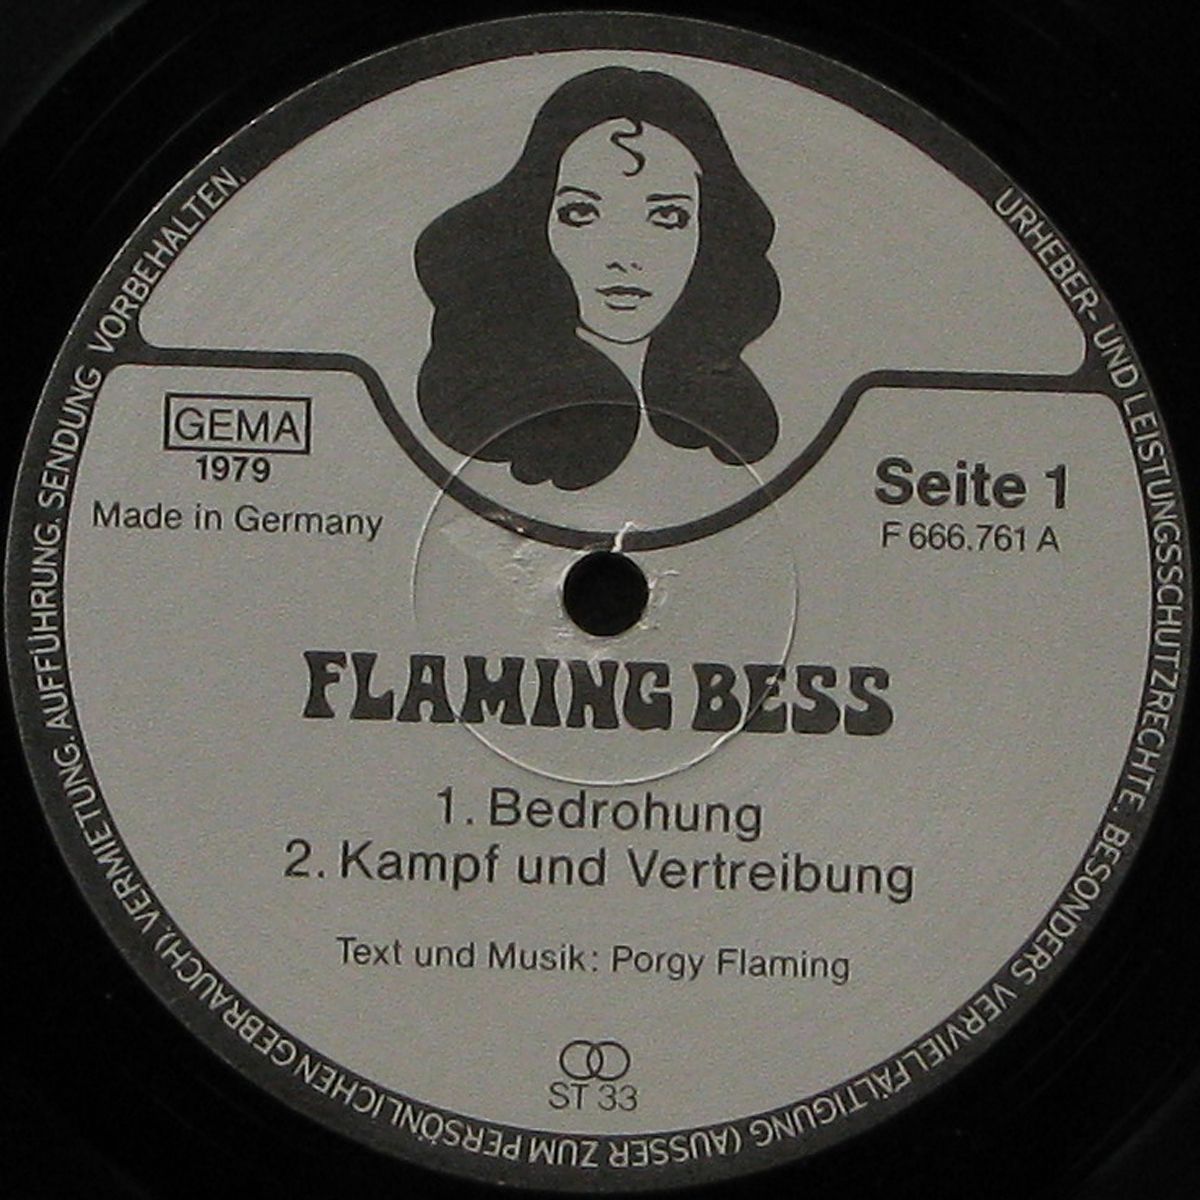 GEMA
1979
Made in Germany
Seite 1
F 666.761 A
FLAMING BESS
1. Bedrohung
2. Kampf und Vertreibung
Text und Musik: Porgy Flaming
ST 33
URHEBER- UND LEISTUNGSSCHUTZRECHTE, BESONDERS VERVIELFÄLTIGUNG (AUSSER ZUM PERSÖNLICHEN GEBRAUCH), VERMIETUNG, AUFFÜHRUNG, SENDUNG VORBEHALTEN.